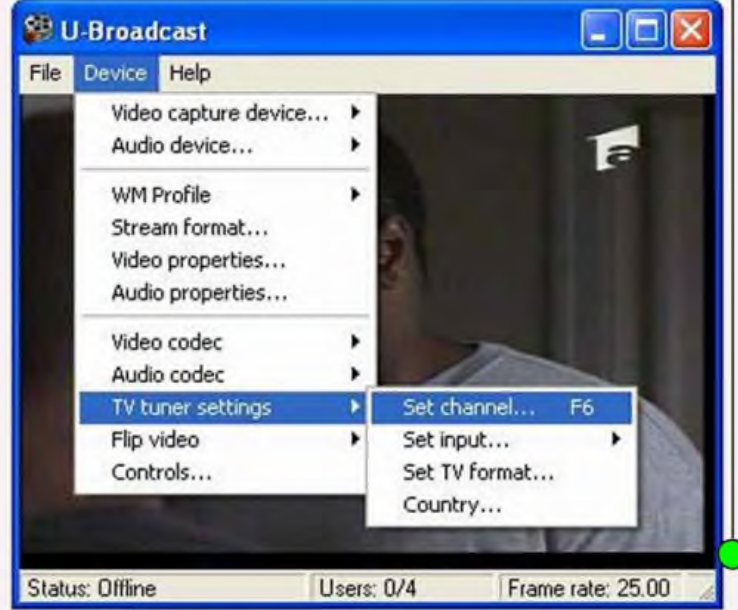 U-Broadcast
File Device Help
Video capture device...
Audio device...
WM Profile
Stream format...
Video properties...
Audio properties...
Video codec
Audio codec
TV tuner settings
Flip video
Controls...
Set channel... F6
Set input...
Set TV format...
Country...
a
Status: Offline Users: 0/4 Frame rate: 25.00